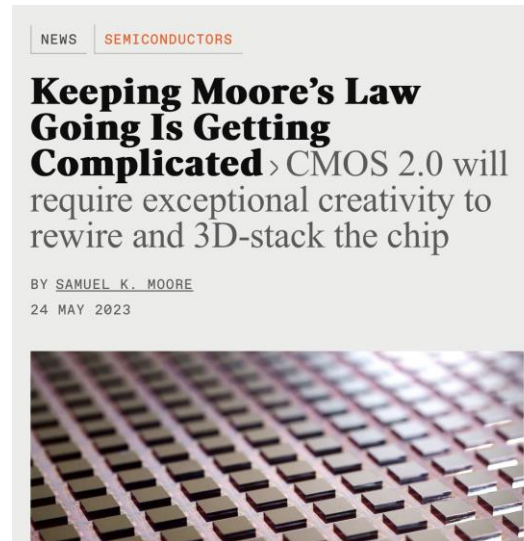 NEWS SEMICONDUCTORS
Keeping Moore’s Law
Going Is Getting
Complicated › CMOS 2.0 will
require exceptional creativity to
rewire and 3D-stack the chip
BY SAMUEL K. MOORE
24 MAY 2023